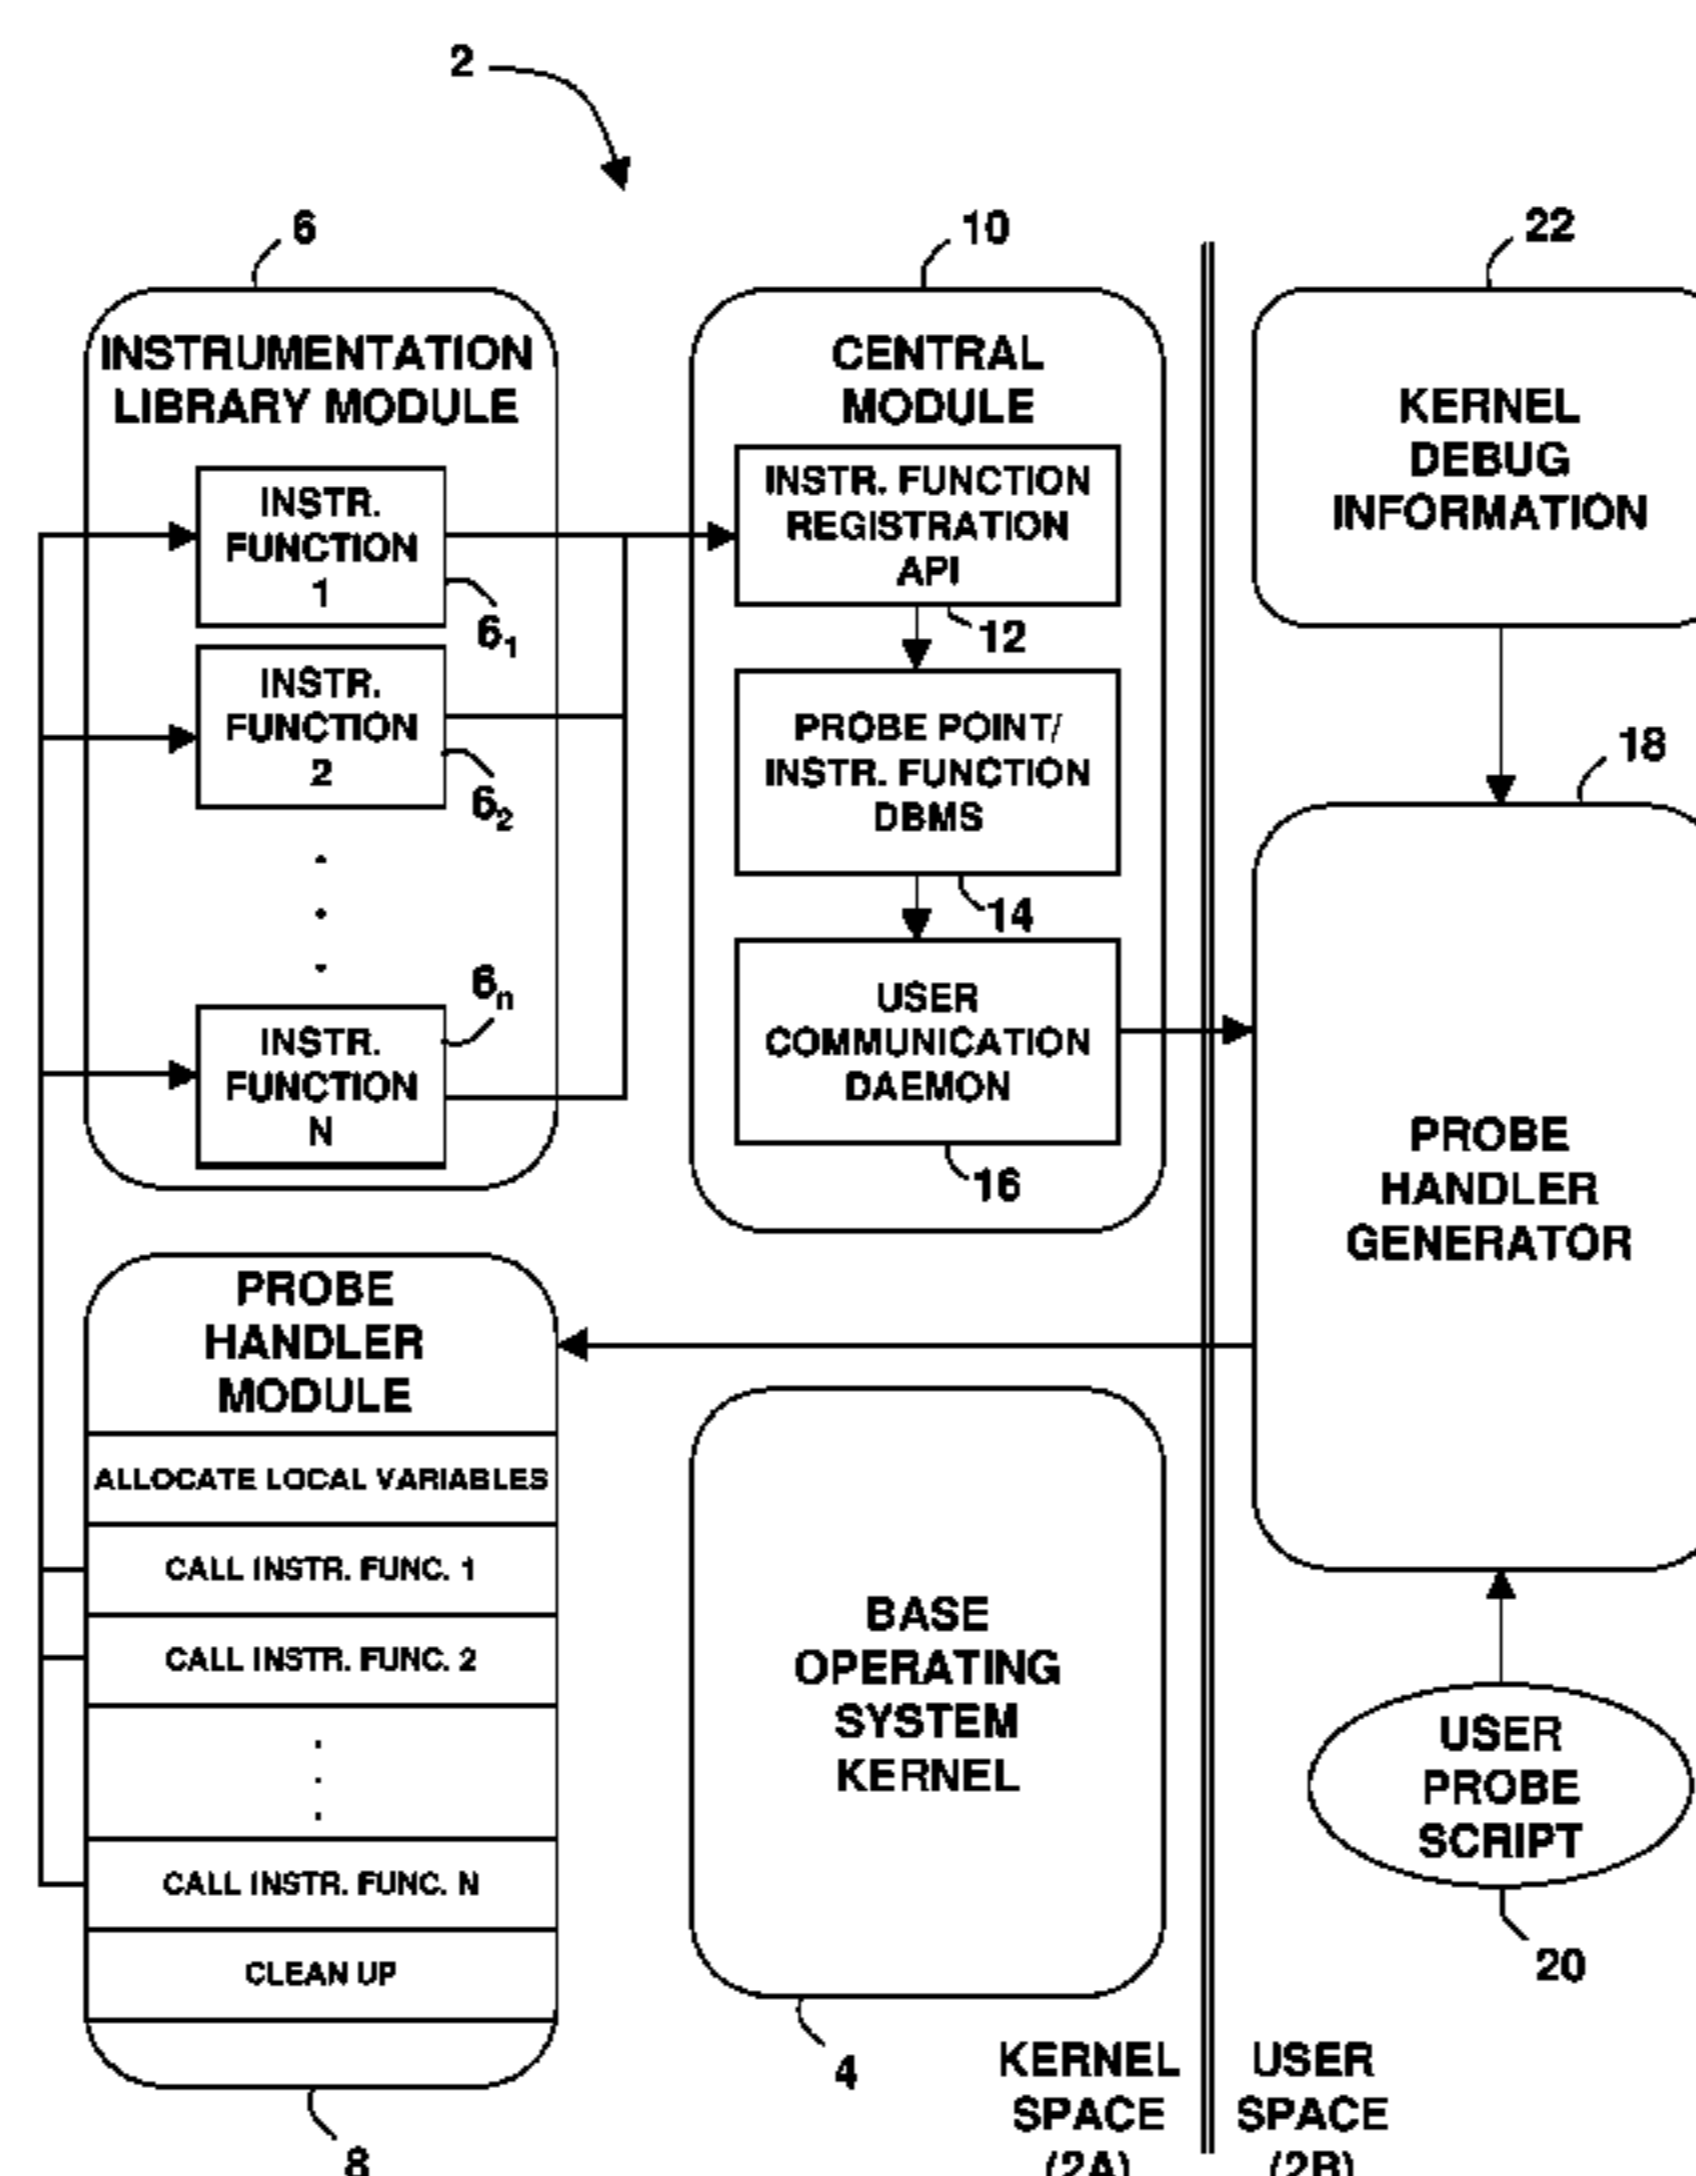 2
6
INSTRUMENTATION
LIBRARY MODULE
INSTR.
FUNCTION
1
6₁
INSTR.
FUNCTION
2
6₂
.
.
.
6ₙ
INSTR.
FUNCTION
N
10
CENTRAL
MODULE
INSTR. FUNCTION
REGISTRATION
API
12
PROBE POINT/
INSTR. FUNCTION
DBMS
14
USER
COMMUNICATION
DAEMON
16
22
KERNEL
DEBUG
INFORMATION
18
PROBE
HANDLER
GENERATOR
PROBE
HANDLER
MODULE
ALLOCATE LOCAL VARIABLES
CALL INSTR. FUNC. 1
CALL INSTR. FUNC. 2
.
.
.
CALL INSTR. FUNC. N
CLEAN UP
8
BASE
OPERATING
SYSTEM
KERNEL
4
USER
PROBE
SCRIPT
20
KERNEL
SPACE
(2A)
USER
SPACE
(2B)